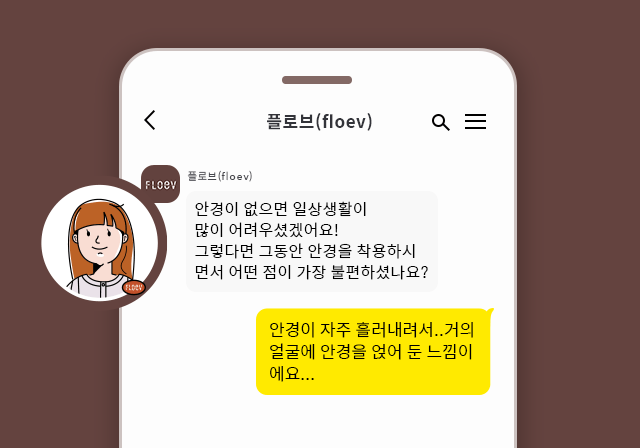 플로브(floev)
FLOEV
플로브(floev)
안경이 없으면 일상생활이
많이 어려우셨겠어요!
그렇다면 그동안 안경을 착용하시
면서 어떤 점이 가장 불편하셨나요?
FLOEV
안경이 자주 흘러내려서..거의
얼굴에 안경을 얹어 둔 느낌이
에요...